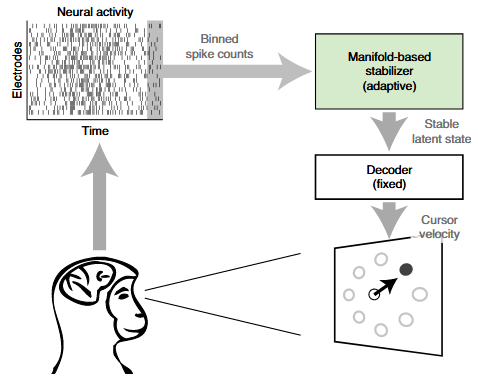 Neural activity
Electrodes
Time
Binned
spike counts
Manifold-based
stabilizer
(adaptive)
Stable
latent state
Decoder
(fixed)
Cursor
velocity